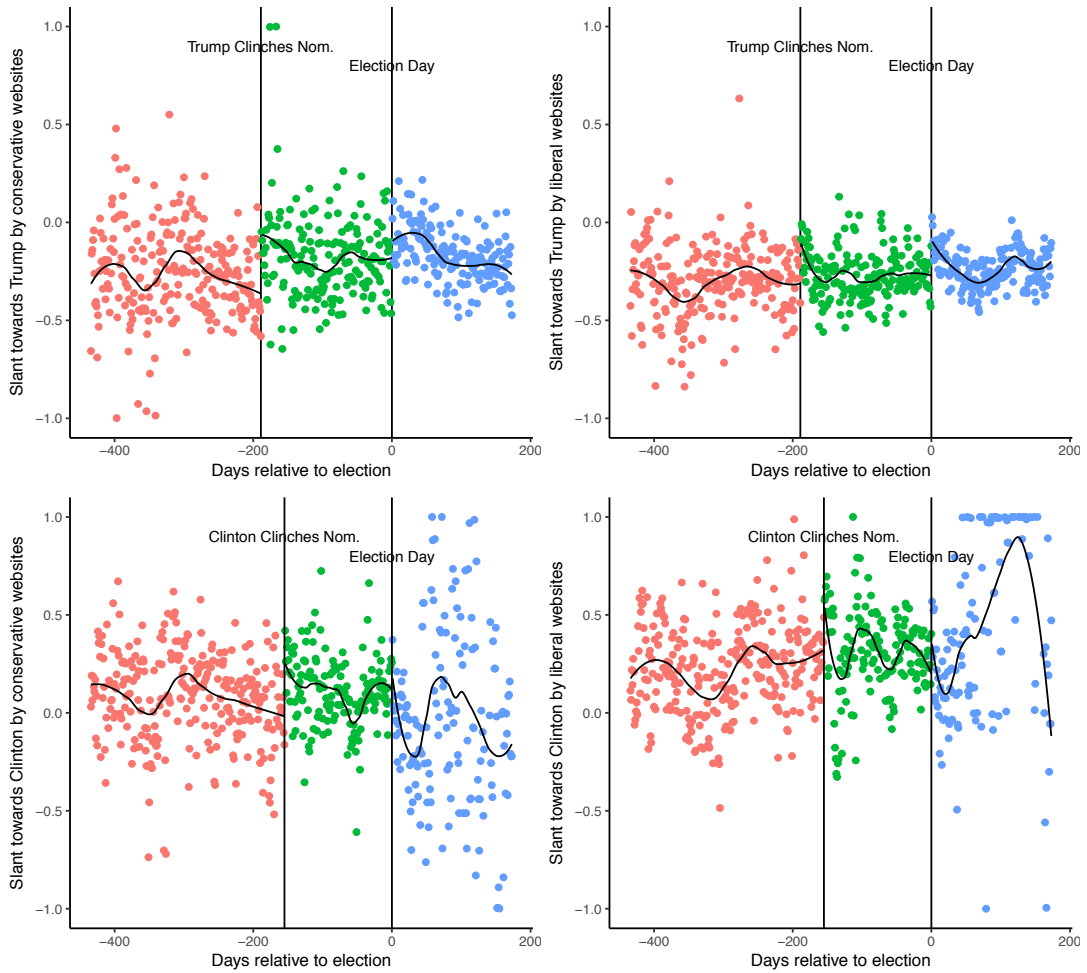 Slant towards Trump by conservative websites
1.0
0.5
0.0
−0.5
−1.0
Trump Clinches Nom.
Election Day
−400
−200
0
200
Days relative to election
Slant towards Trump by liberal websites
1.0
0.5
0.0
−0.5
−1.0
Trump Clinches Nom.
Election Day
−400
−200
0
200
Days relative to election
Slant towards Clinton by conservative websites
1.0
0.5
0.0
−0.5
−1.0
Clinton Clinches Nom.
Election Day
−400
−200
0
200
Days relative to election
Slant towards Clinton by liberal websites
1.0
0.5
0.0
−0.5
−1.0
Clinton Clinches Nom.
Election Day
−400
−200
0
200
Days relative to election